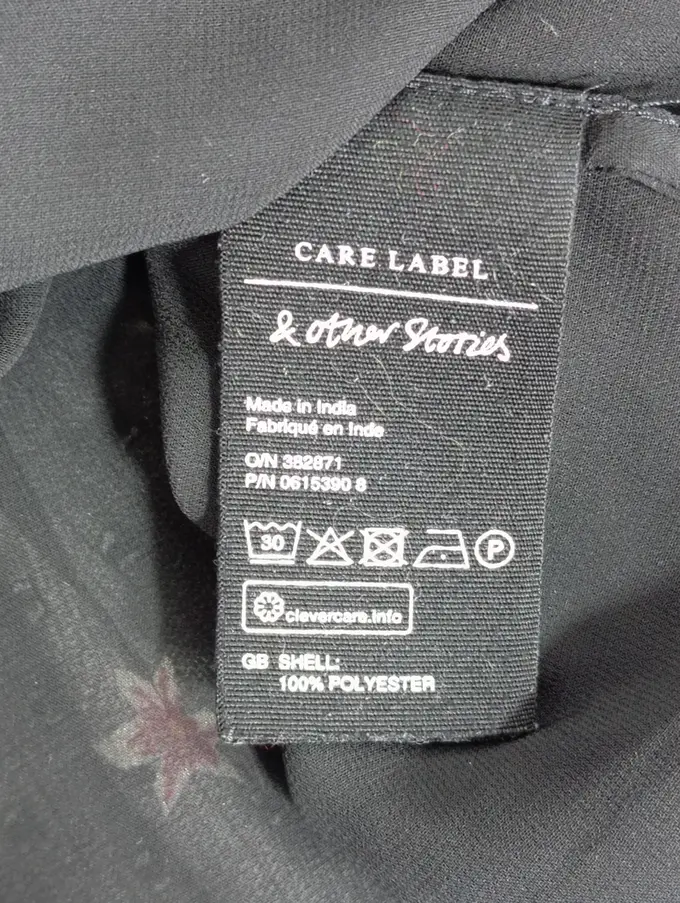 CARE LABEL
& other Stories
Made in India
Fabriqué en Inde
O/N 382871
P/N 0615390 8
30 P
clevercare.info
GB SHELL:
100% POLYESTER